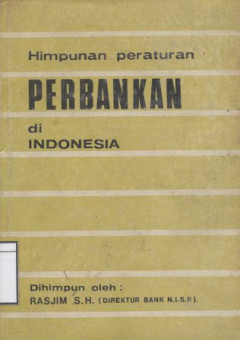 Himpunan peraturan
PERBANKAN
di
INDONESIA
Dihimpun oleh :
RASJIM S.H. (DIREKTUR BANK N.I.S.P.).